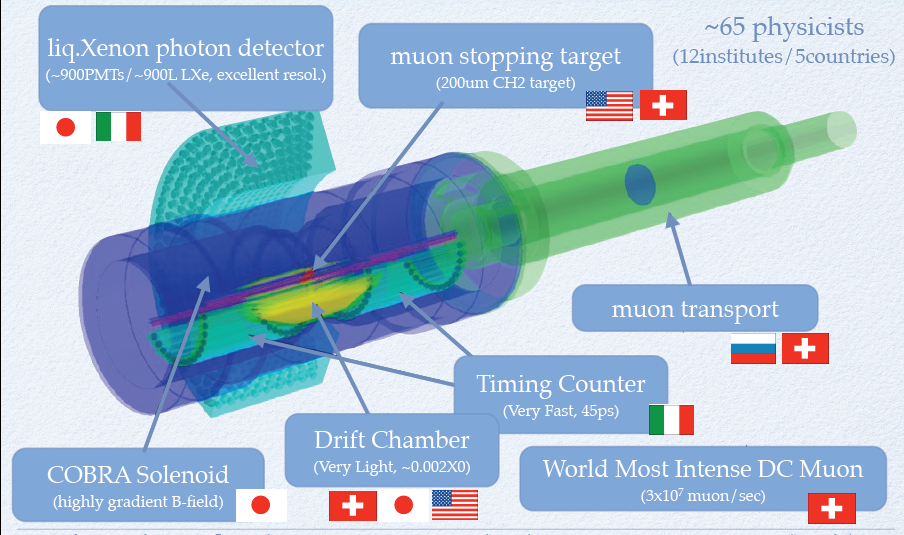 liq.Xenon photon detector
(~900PMTs/~900L LXe, excellent resol.)
muon stopping target
(200um CH2 target)
~65 physicists
(12institutes/5countries)
muon transport
Timing Counter
(Very Fast, 45ps)
Drift Chamber
(Very Light, ~0.002X0)
COBRA Solenoid
(highly gradient B-field)
World Most Intense DC Muon
(3x10⁷ muon/sec)